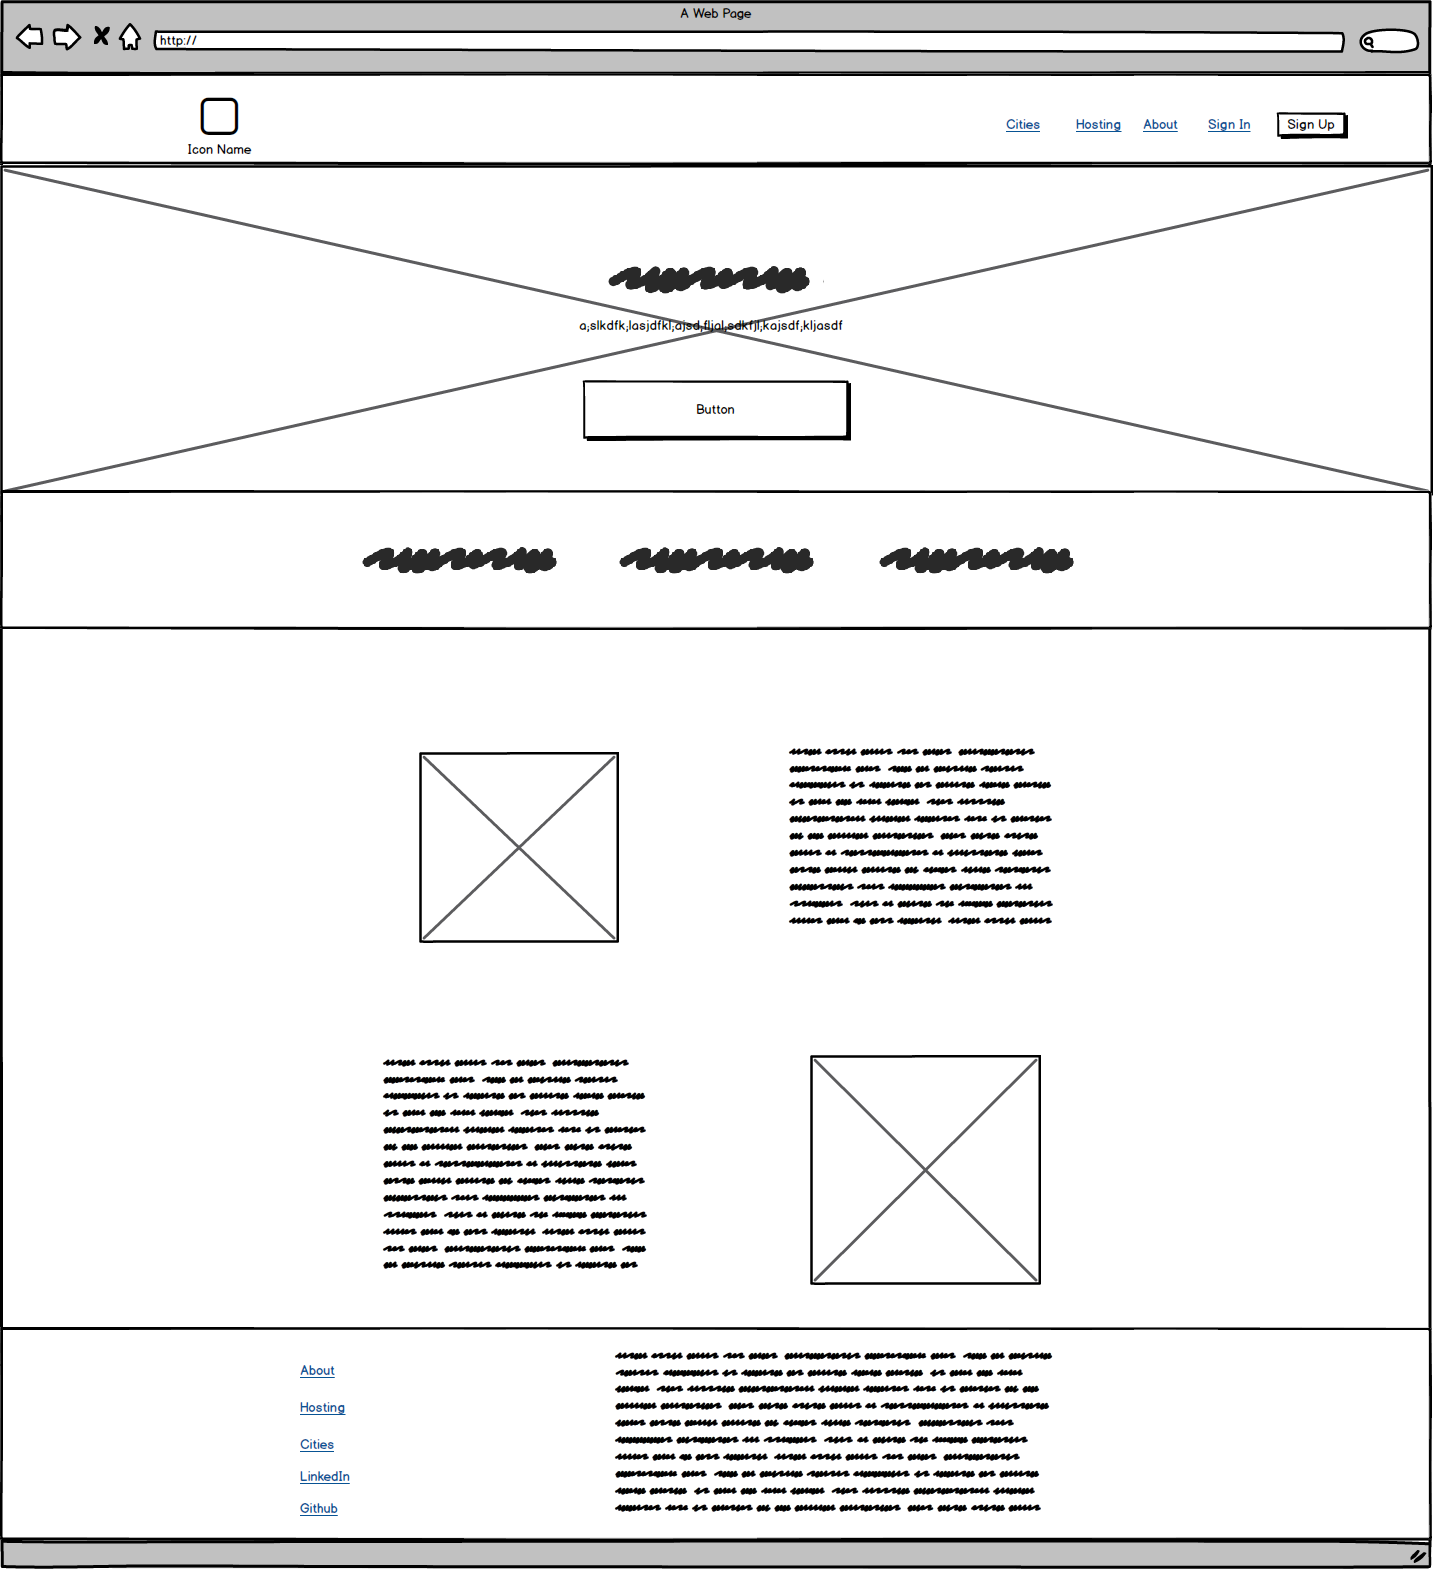 A Web Page
http://
Icon Name
Cities
Hosting
About
Sign In
Sign Up
a;slkdfk;lasjdfkl;ajsd;fljal;sdkfjl;kajsdf;kljasdf
Button
About
Hosting
Cities
LinkedIn
Github